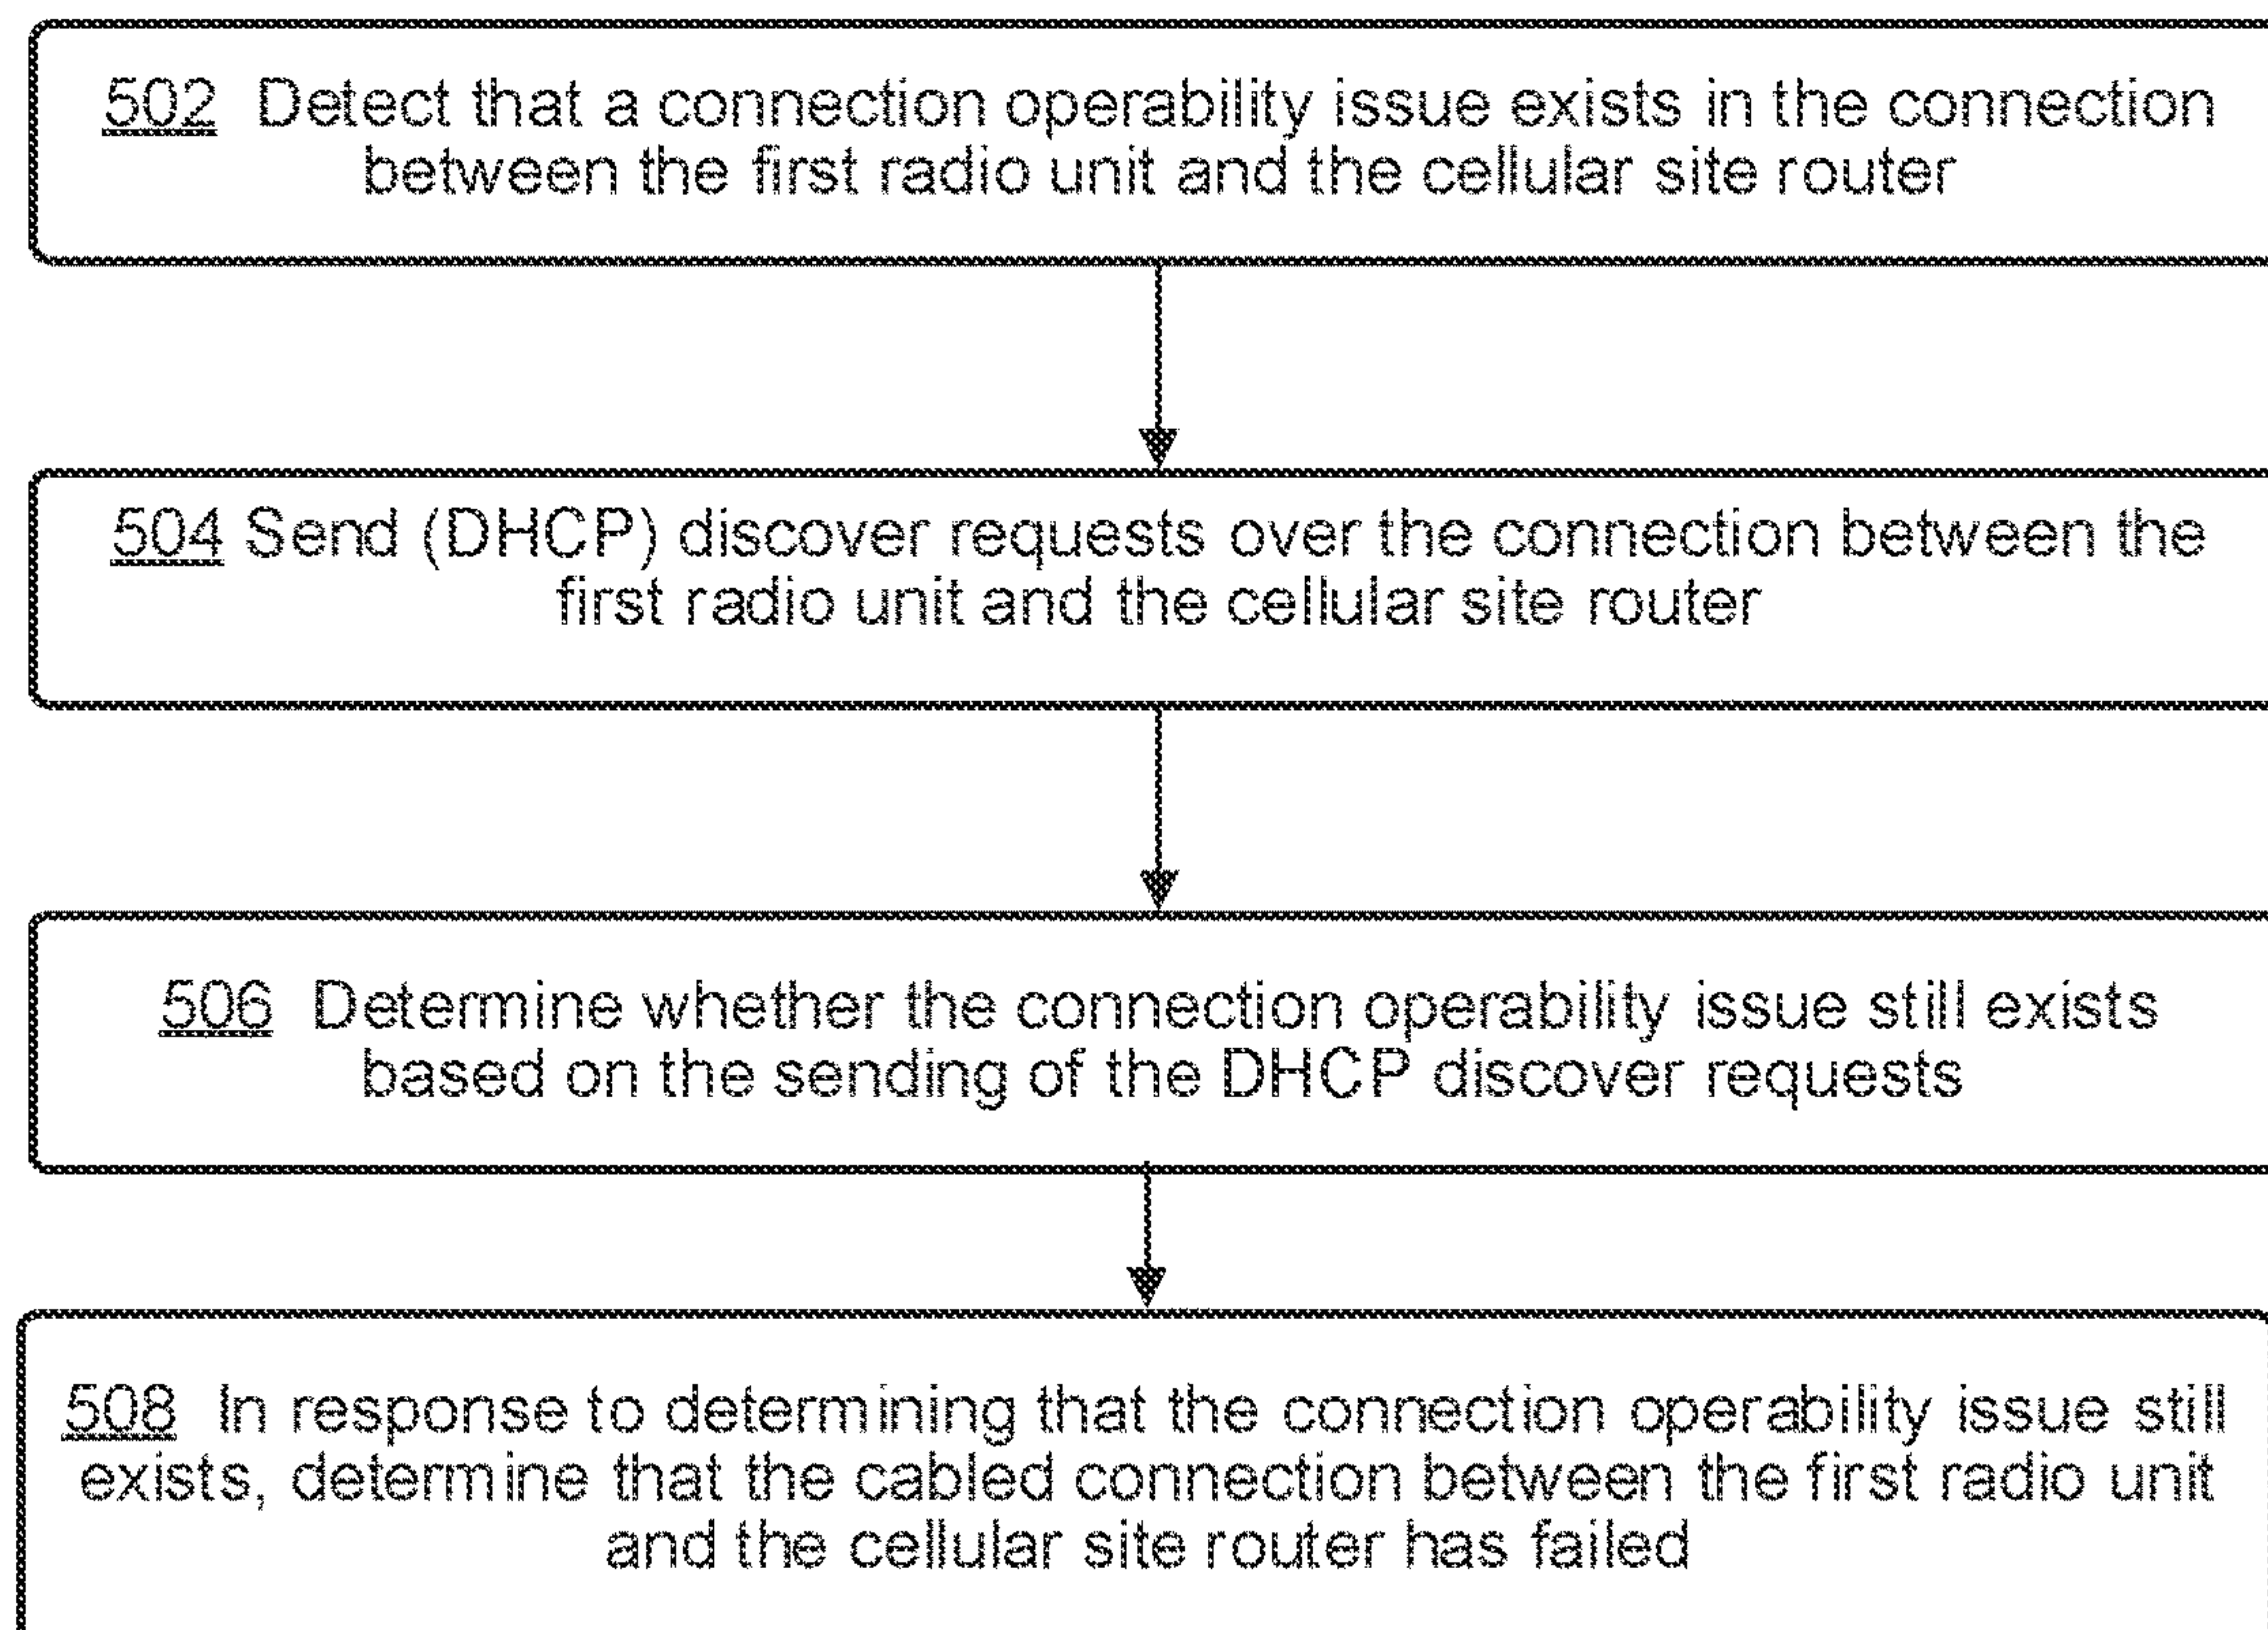 502 Detect that a connection operability issue exists in the connection
between the first radio unit and the cellular site router
504 Send (DHCP) discover requests over the connection between the
first radio unit and the cellular site router
506 Determine whether the connection operability issue still exists
based on the sending of the DHCP discover requests
508 In response to determining that the connection operability issue still
exists, determine that the cabled connection between the first radio unit
and the cellular site router has failed